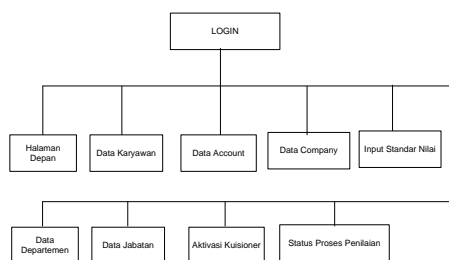 LOGIN
Halaman
Depan
Data Karyawan
Data Account
Data Company
Input Standar Nilai
Data
Departemen
Data Jabatan
Aktivasi Kuisioner
Status Proses Penilaian